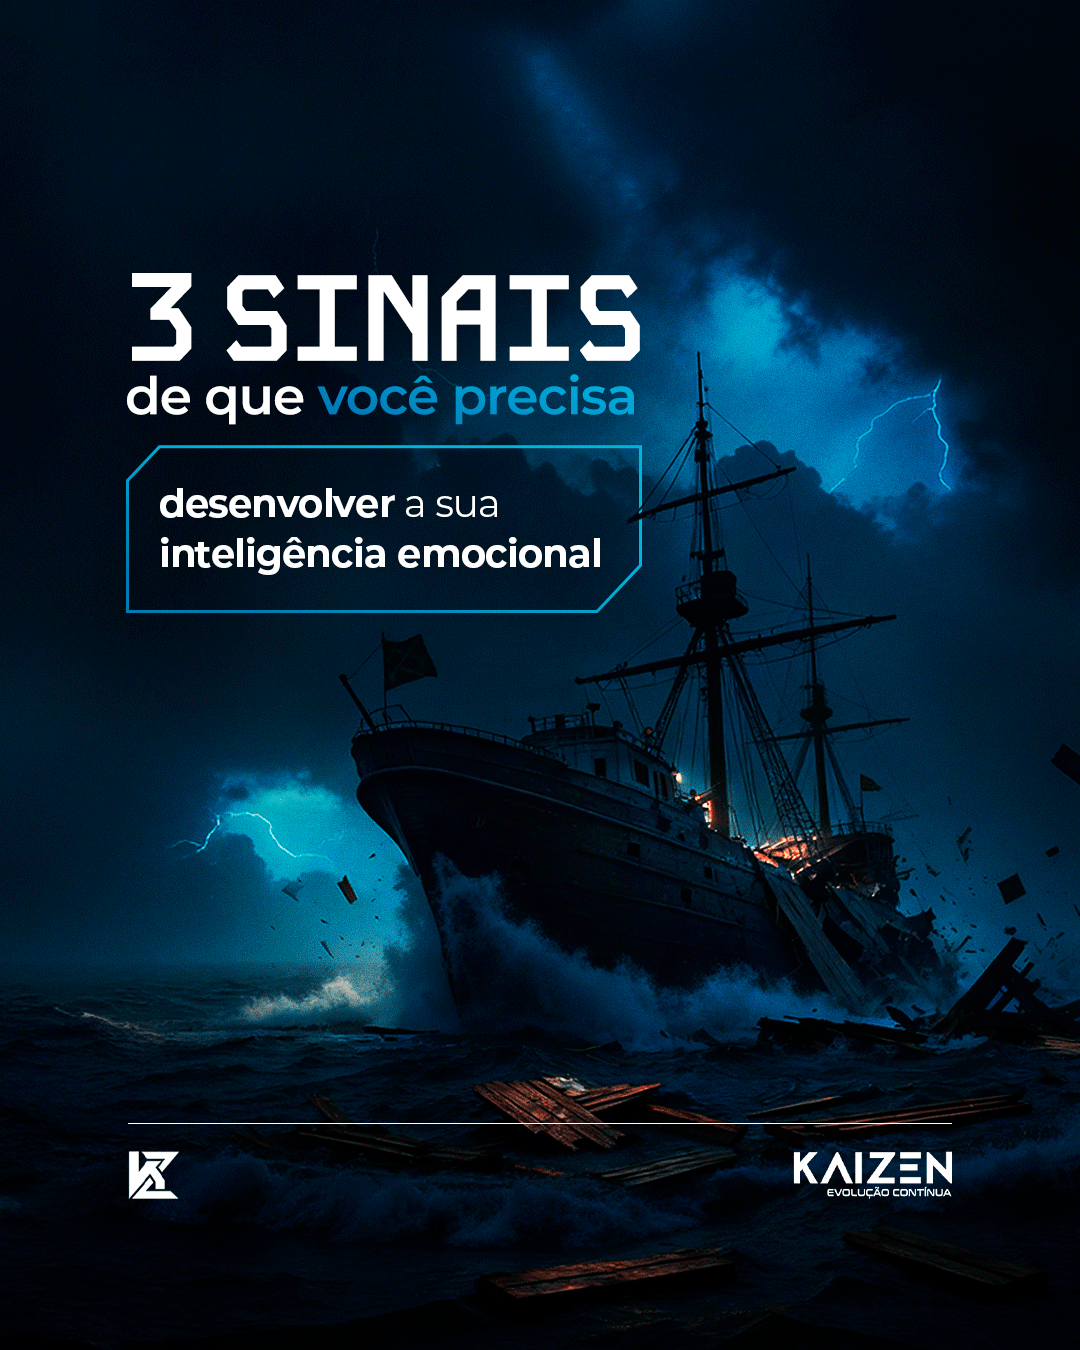 3 SINAIS
de que você precisa
desenvolver a sua
inteligência emocional
KAIZEN
EVOLUÇÃO CONTÍNUA